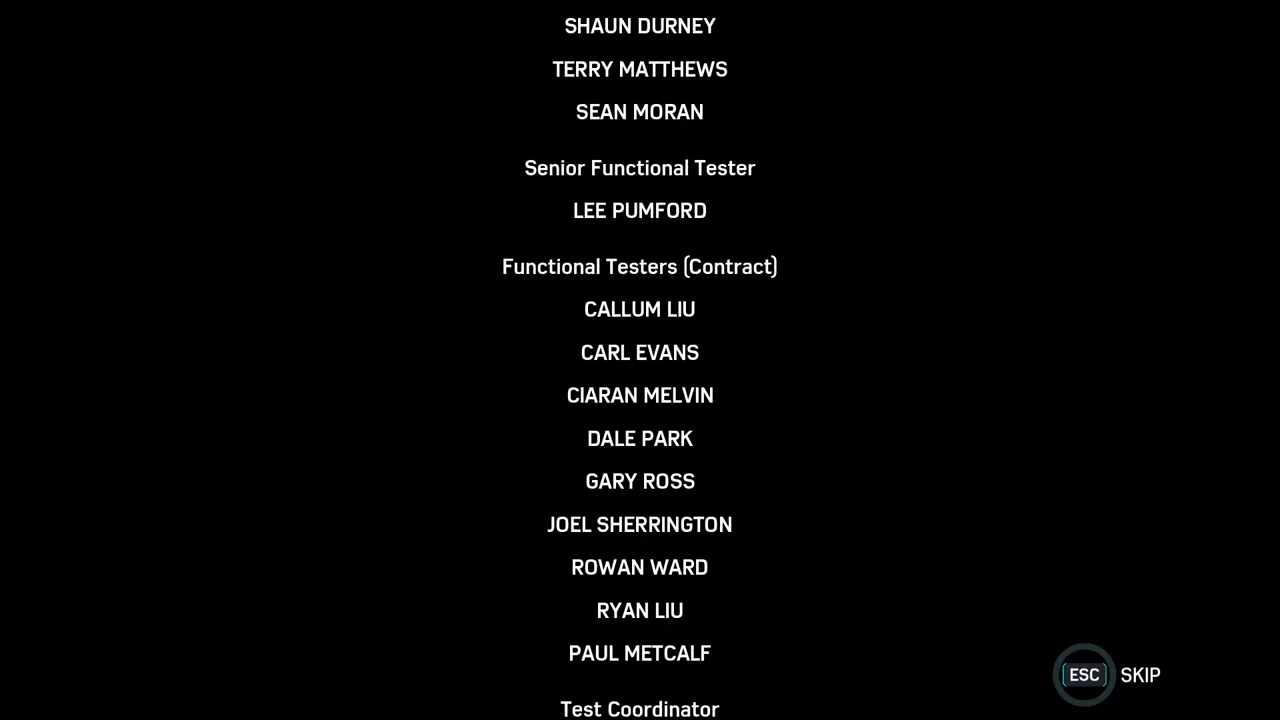 SHAUN DURNEY
TERRY MATTHEWS
SEAN MORAN
Senior Functional Tester
LEE PUMFORD
Functional Testers (Contract)
CALLUM LIU
CARL EVANS
CIARAN MELVIN
DALE PARK
GARY ROSS
JOEL SHERRINGTON
ROWAN WARD
RYAN LIU
PAUL METCALF
ESC SKIP
Test Coordinator